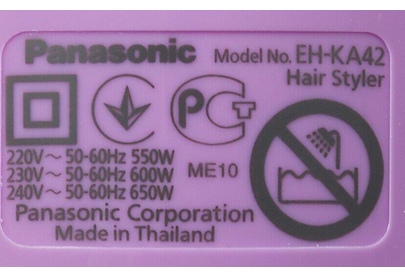 Panasonic Model No. EH-KA42
Hair Styler
PCT
220V~ 50-60Hz 550W
230V~ 50-60Hz 600W
240V~ 50-60Hz 650W
ME10
Panasonic Corporation
Made in Thailand